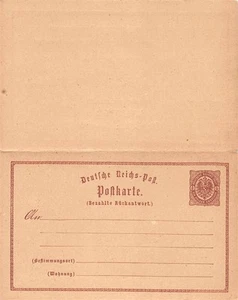 Deutsche Reichs-Post.
Postkarte.
(Bezahlte Rückantwort.)
An
(Bestimmungsort)
(Wohnung)